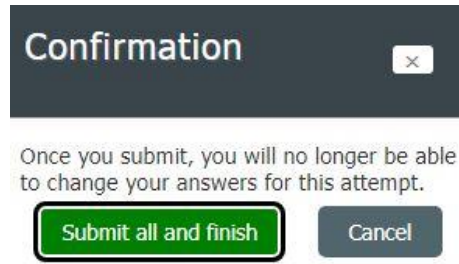 Confirmation
×
Once you submit, you will no longer be able
to change your answers for this attempt.
Submit all and finish
Cancel